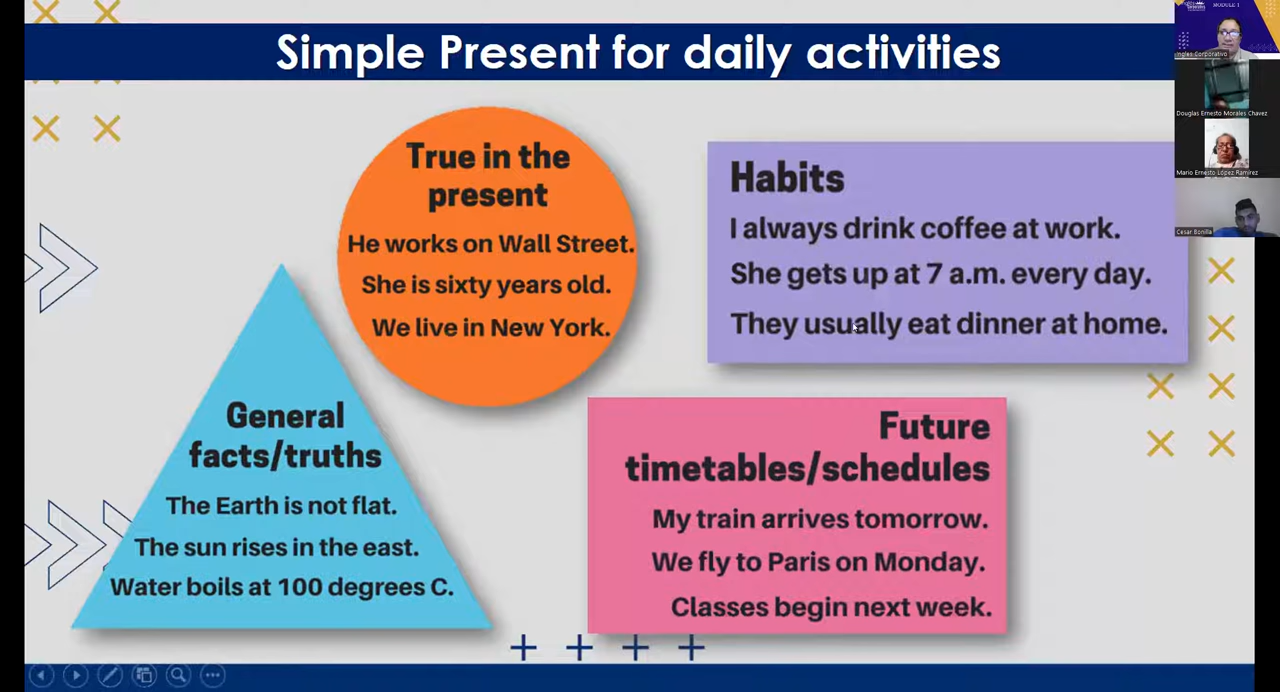 Simple Present for daily activities
True in the
present
He works on Wall Street.
She is sixty years old.
We live in New York.
Habits
I always drink coffee at work.
She gets up at 7 a.m. every day.
They usually eat dinner at home.
General
facts/truths
The Earth is not flat.
The sun rises in the east.
Water boils at 100 degrees C.
Future
timetables/schedules
My train arrives tomorrow.
We fly to Paris on Monday.
Classes begin next week.
MODULE 1
Ingles Corporativo
Douglas Ernesto Morales Chavez
Mario Ernesto López Ramírez
Cesar Bonilla